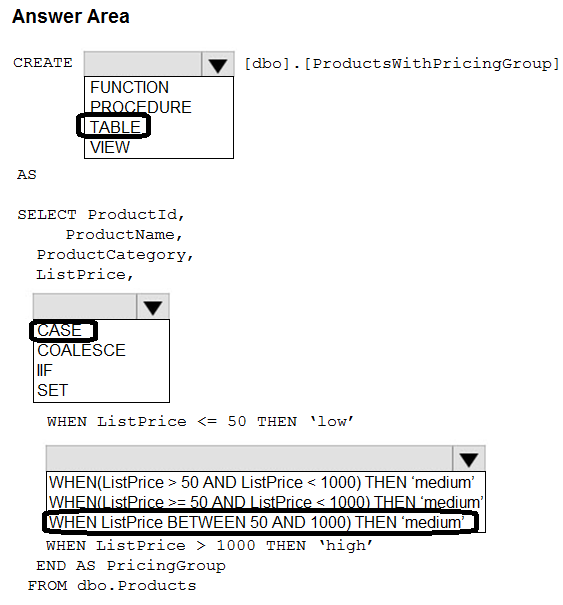 Answer Area
CREATE [dbo].[ProductsWithPricingGroup]
FUNCTION
PROCEDURE
TABLE
VIEW
AS
SELECT ProductId,
ProductName,
ProductCategory,
ListPrice,
CASE
COALESCE
IIF
SET
WHEN ListPrice <= 50 THEN ‘low’
WHEN(ListPrice > 50 AND ListPrice < 1000) THEN ‘medium’
WHEN(ListPrice >= 50 AND ListPrice < 1000) THEN ‘medium’
WHEN ListPrice BETWEEN 50 AND 1000) THEN ‘medium’
WHEN ListPrice > 1000 THEN ‘high’
END AS PricingGroup
FROM dbo.Products